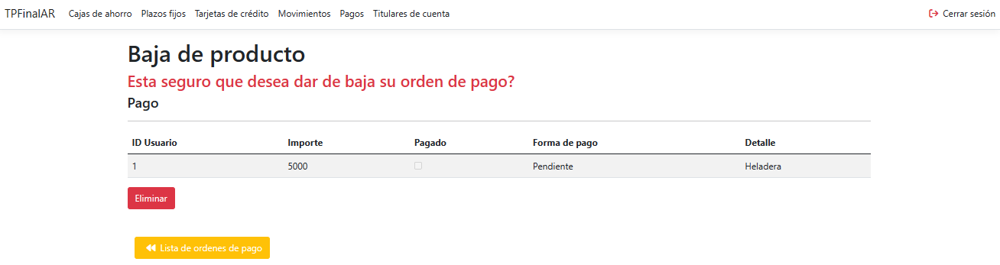 TPFinalAR Cajas de ahorro Plazos fijos Tarjetas de crédito Movimientos Pagos Titulares de cuenta Cerrar sesión
Baja de producto
Esta seguro que desea dar de baja su orden de pago?
Pago
ID Usuario Importe Pagado Forma de pago Detalle
1 5000 Pendiente Heladera
Eliminar
Lista de ordenes de pago